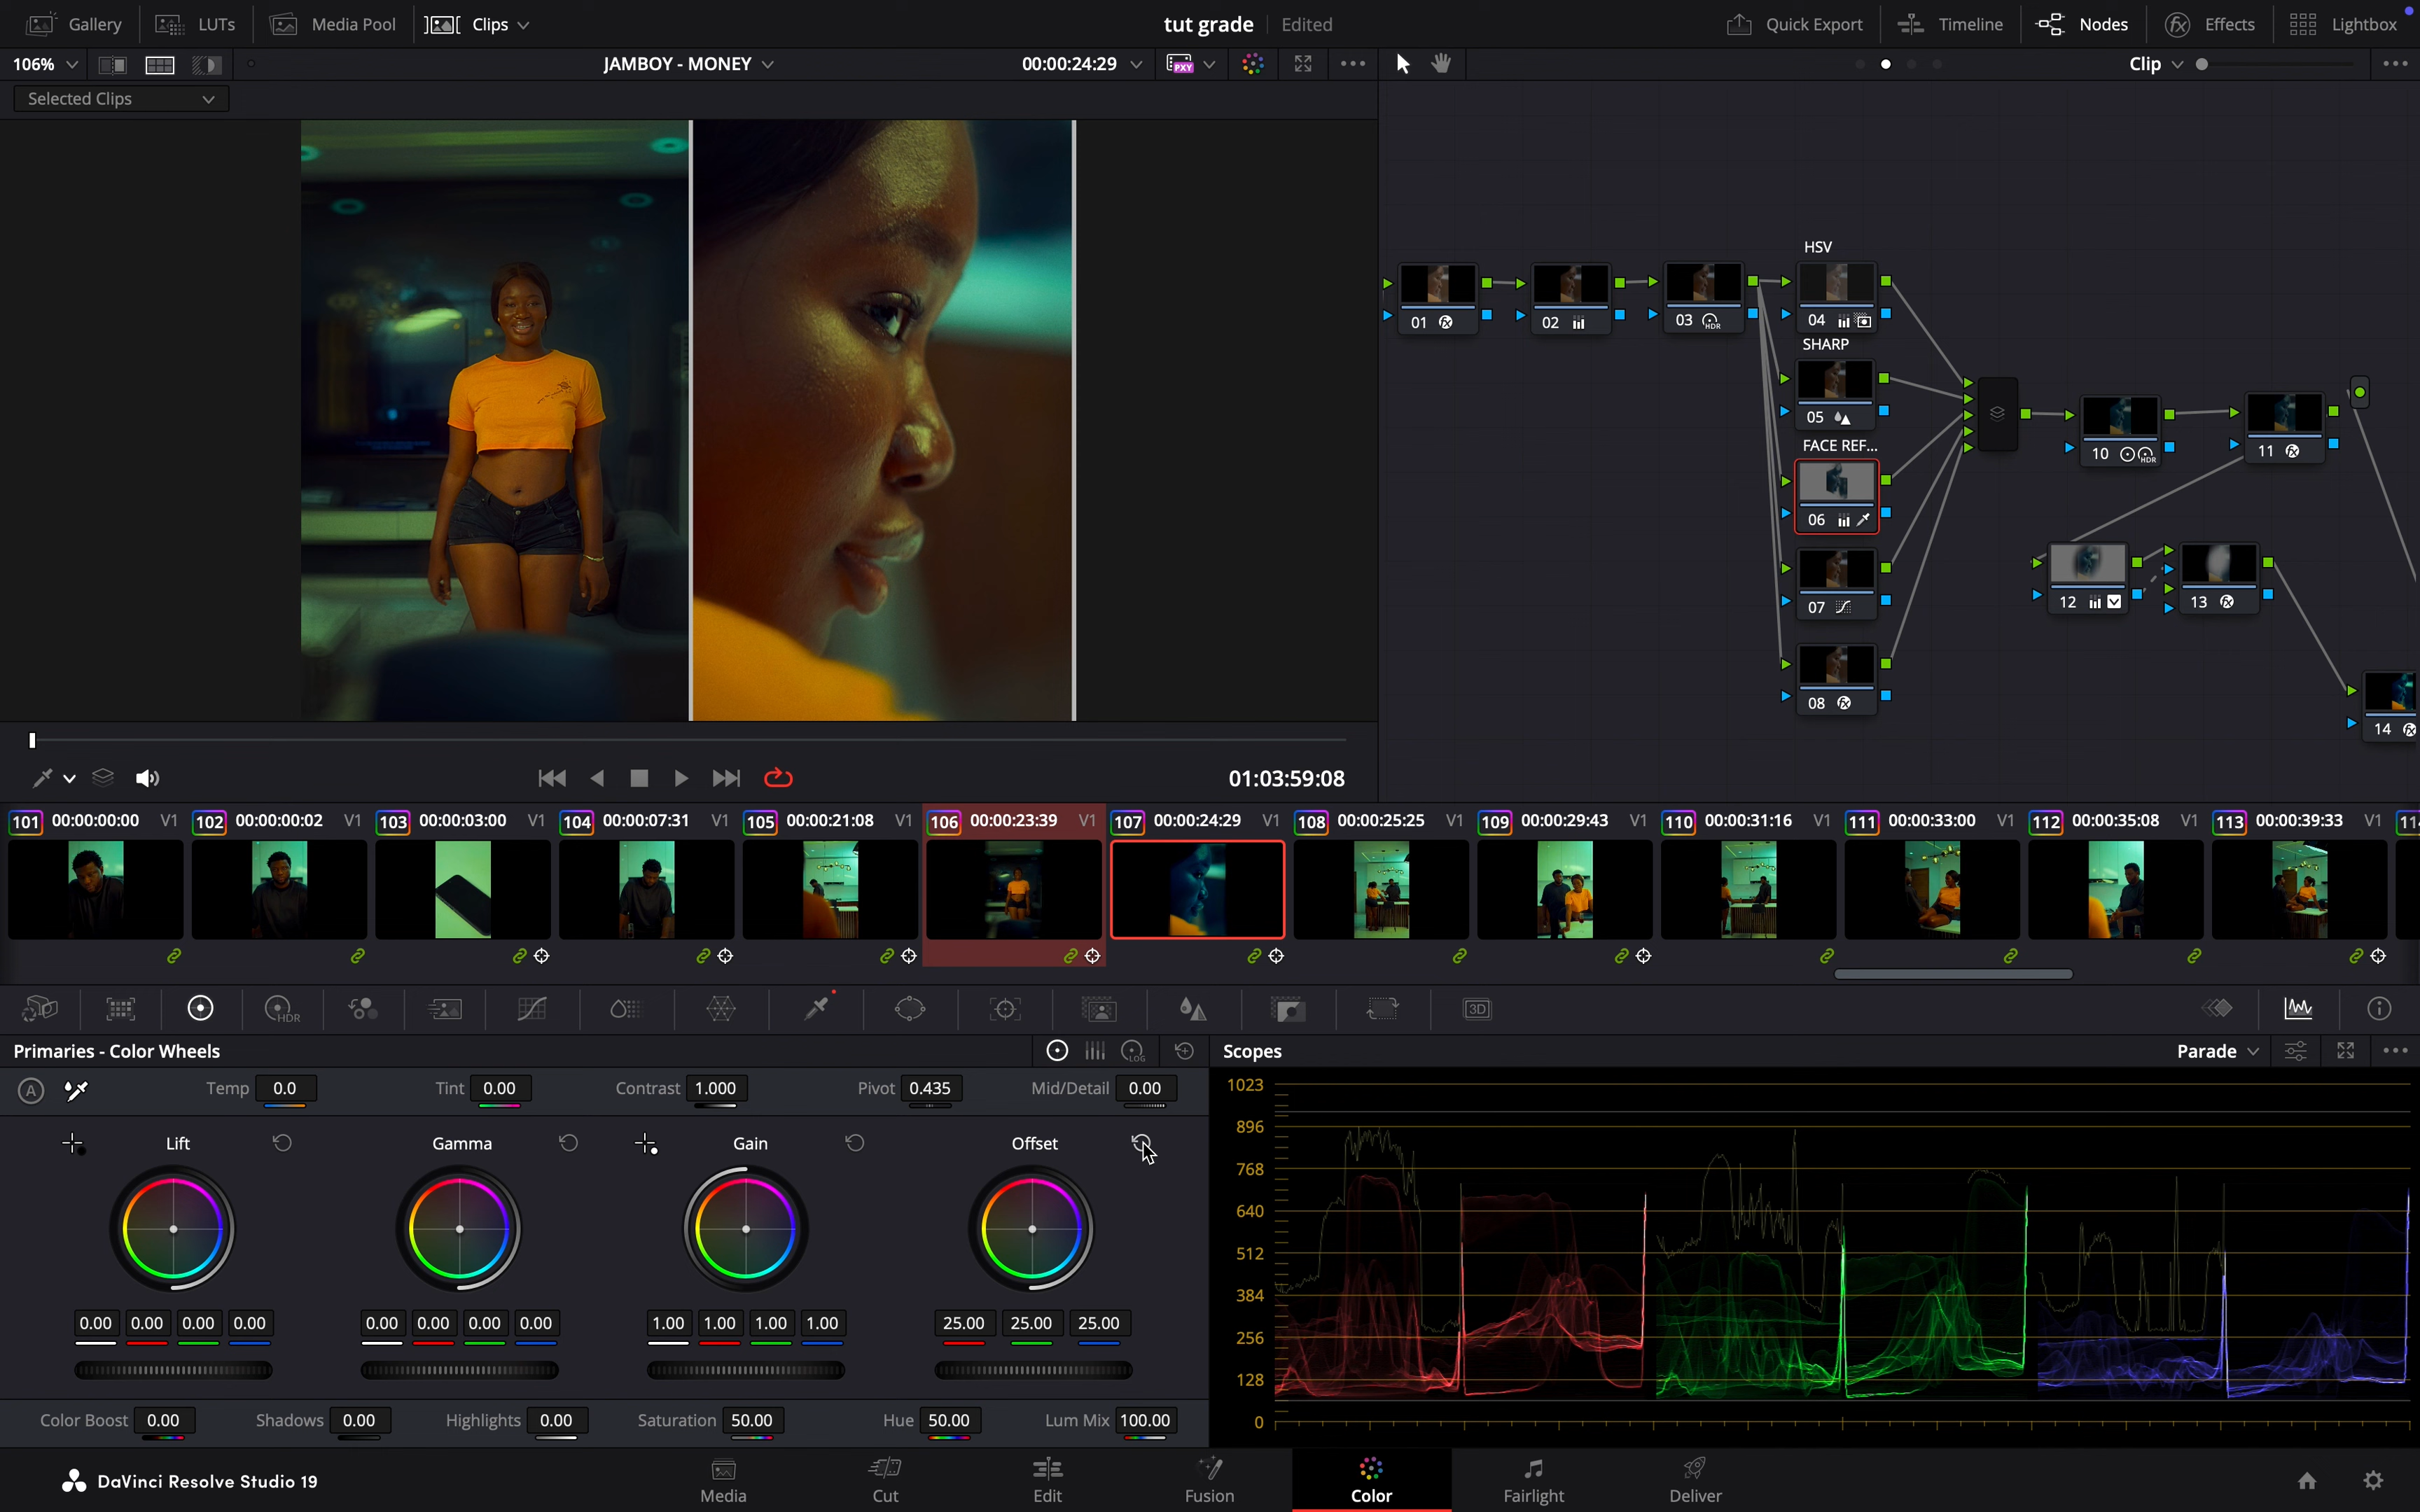 Gallery LUTs Media Pool Clips tut grade Edited Quick Export Timeline Nodes Effects Lightbox
106% JAMBOY - MONEY 00:00:24:29 PXY Clip
Selected Clips
HSV
01 02 03 HDR 04
SHARP
05
FACE REF...
10 HDR 11
06
07 12 13
08 14
01:03:59:08
101 00:00:00:00 V1 102 00:00:00:02 V1 103 00:00:03:00 V1 104 00:00:07:31 V1 105 00:00:21:08 V1 106 00:00:23:39 V1 107 00:00:24:29 V1 108 00:00:25:25 V1 109 00:00:29:43 V1 110 00:00:31:16 V1 111 00:00:33:00 V1 112 00:00:35:08 V1 113 00:00:39:33 V1
HDR 3D
Primaries - Color Wheels LOG Scopes Parade
A Temp 0.0 Tint 0.00 Contrast 1.000 Pivot 0.435 Mid/Detail 0.00
Lift Gamma Gain Offset
0.00 0.00 0.00 0.00 0.00 0.00 0.00 0.00 1.00 1.00 1.00 1.00 25.00 25.00 25.00
Color Boost 0.00 Shadows 0.00 Highlights 0.00 Saturation 50.00 Hue 50.00 Lum Mix 100.00
1023
896
768
640
512
384
256
128
0
DaVinci Resolve Studio 19 Media Cut Edit Fusion Color Fairlight Deliver